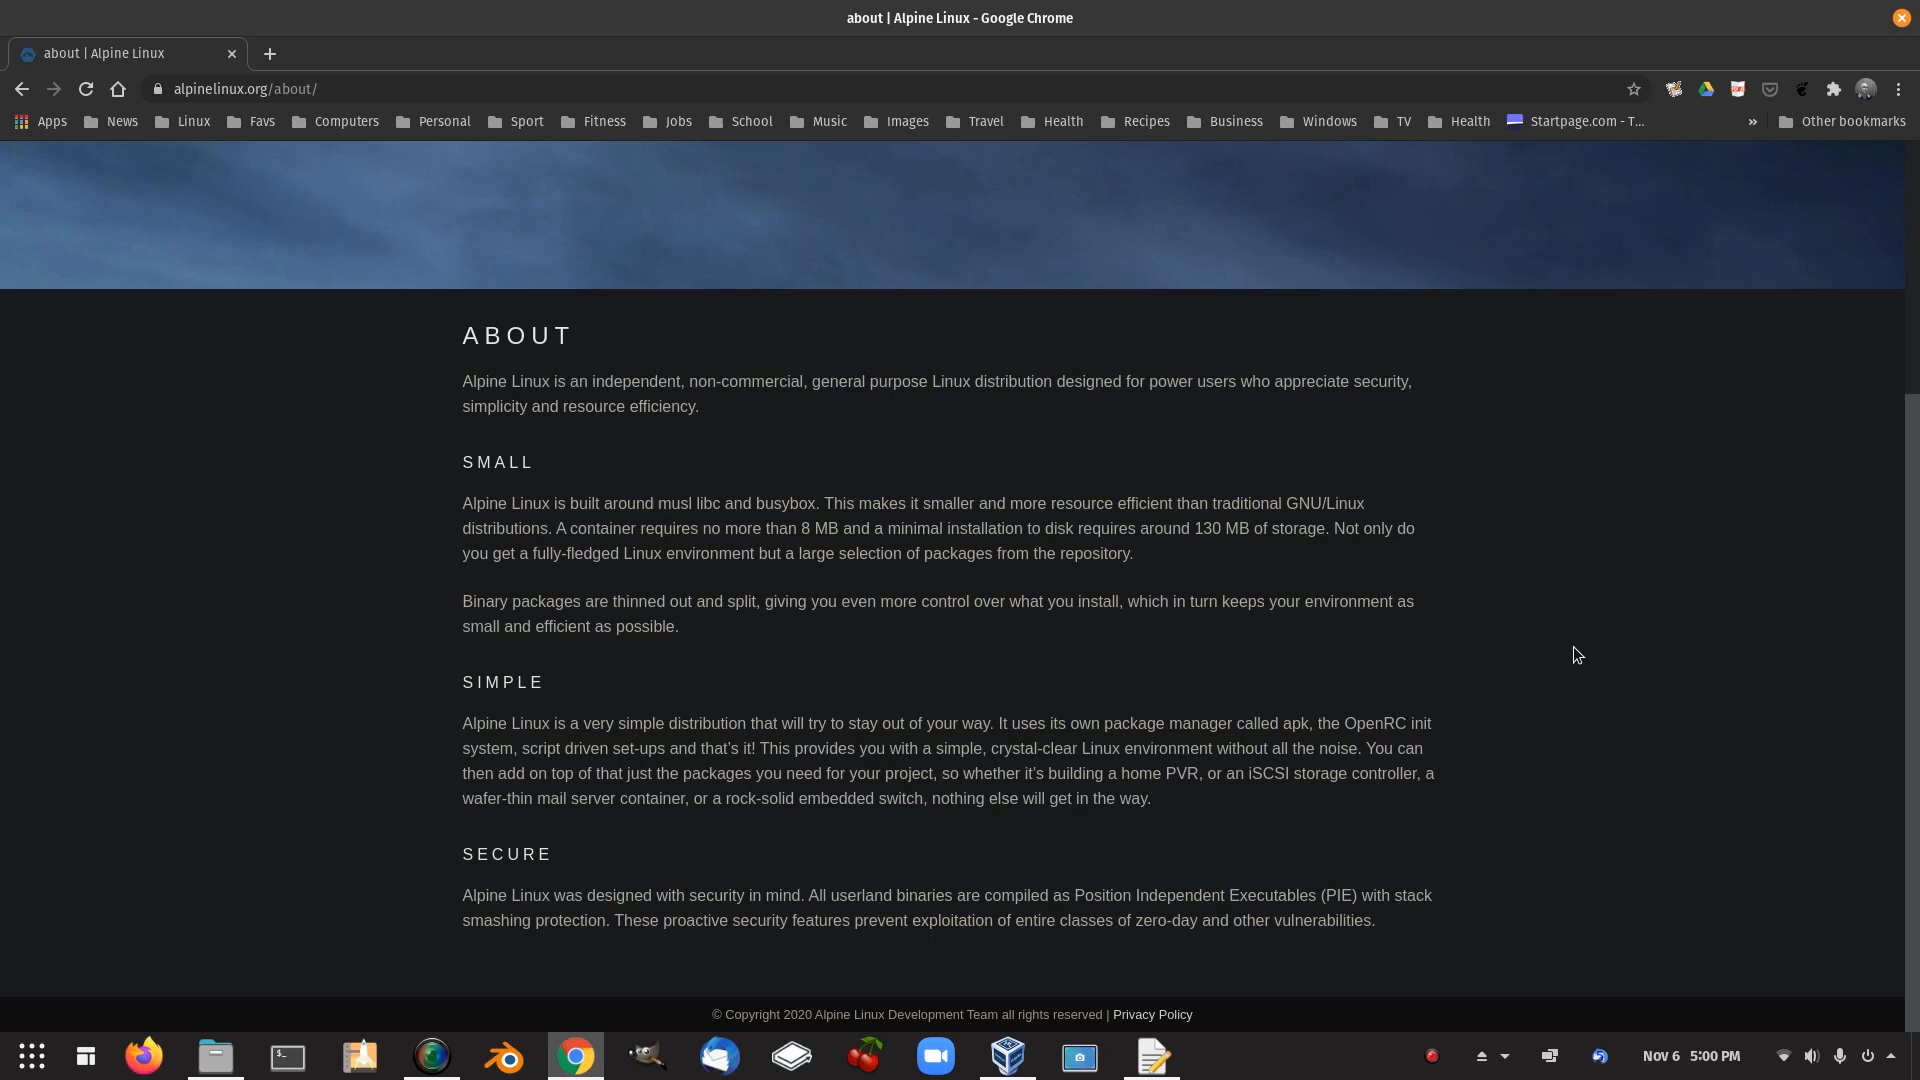 about | Alpine Linux - Google Chrome
about | Alpine Linux
alpinelinux.org/about/
Apps News Linux Favs Computers Personal Sport Fitness Jobs School Music Images Travel Health Recipes Business Windows TV Health Startpage.com - T... » Other bookmarks
ABOUT
Alpine Linux is an independent, non-commercial, general purpose Linux distribution designed for power users who appreciate security,
simplicity and resource efficiency.
SMALL
Alpine Linux is built around musl libc and busybox. This makes it smaller and more resource efficient than traditional GNU/Linux
distributions. A container requires no more than 8 MB and a minimal installation to disk requires around 130 MB of storage. Not only do
you get a fully-fledged Linux environment but a large selection of packages from the repository.
Binary packages are thinned out and split, giving you even more control over what you install, which in turn keeps your environment as
small and efficient as possible.
SIMPLE
Alpine Linux is a very simple distribution that will try to stay out of your way. It uses its own package manager called apk, the OpenRC init
system, script driven set-ups and that’s it! This provides you with a simple, crystal-clear Linux environment without all the noise. You can
then add on top of that just the packages you need for your project, so whether it’s building a home PVR, or an iSCSI storage controller, a
wafer-thin mail server container, or a rock-solid embedded switch, nothing else will get in the way.
SECURE
Alpine Linux was designed with security in mind. All userland binaries are compiled as Position Independent Executables (PIE) with stack
smashing protection. These proactive security features prevent exploitation of entire classes of zero-day and other vulnerabilities.
© Copyright 2020 Alpine Linux Development Team all rights reserved | Privacy Policy
Nov 6 5:00 PM